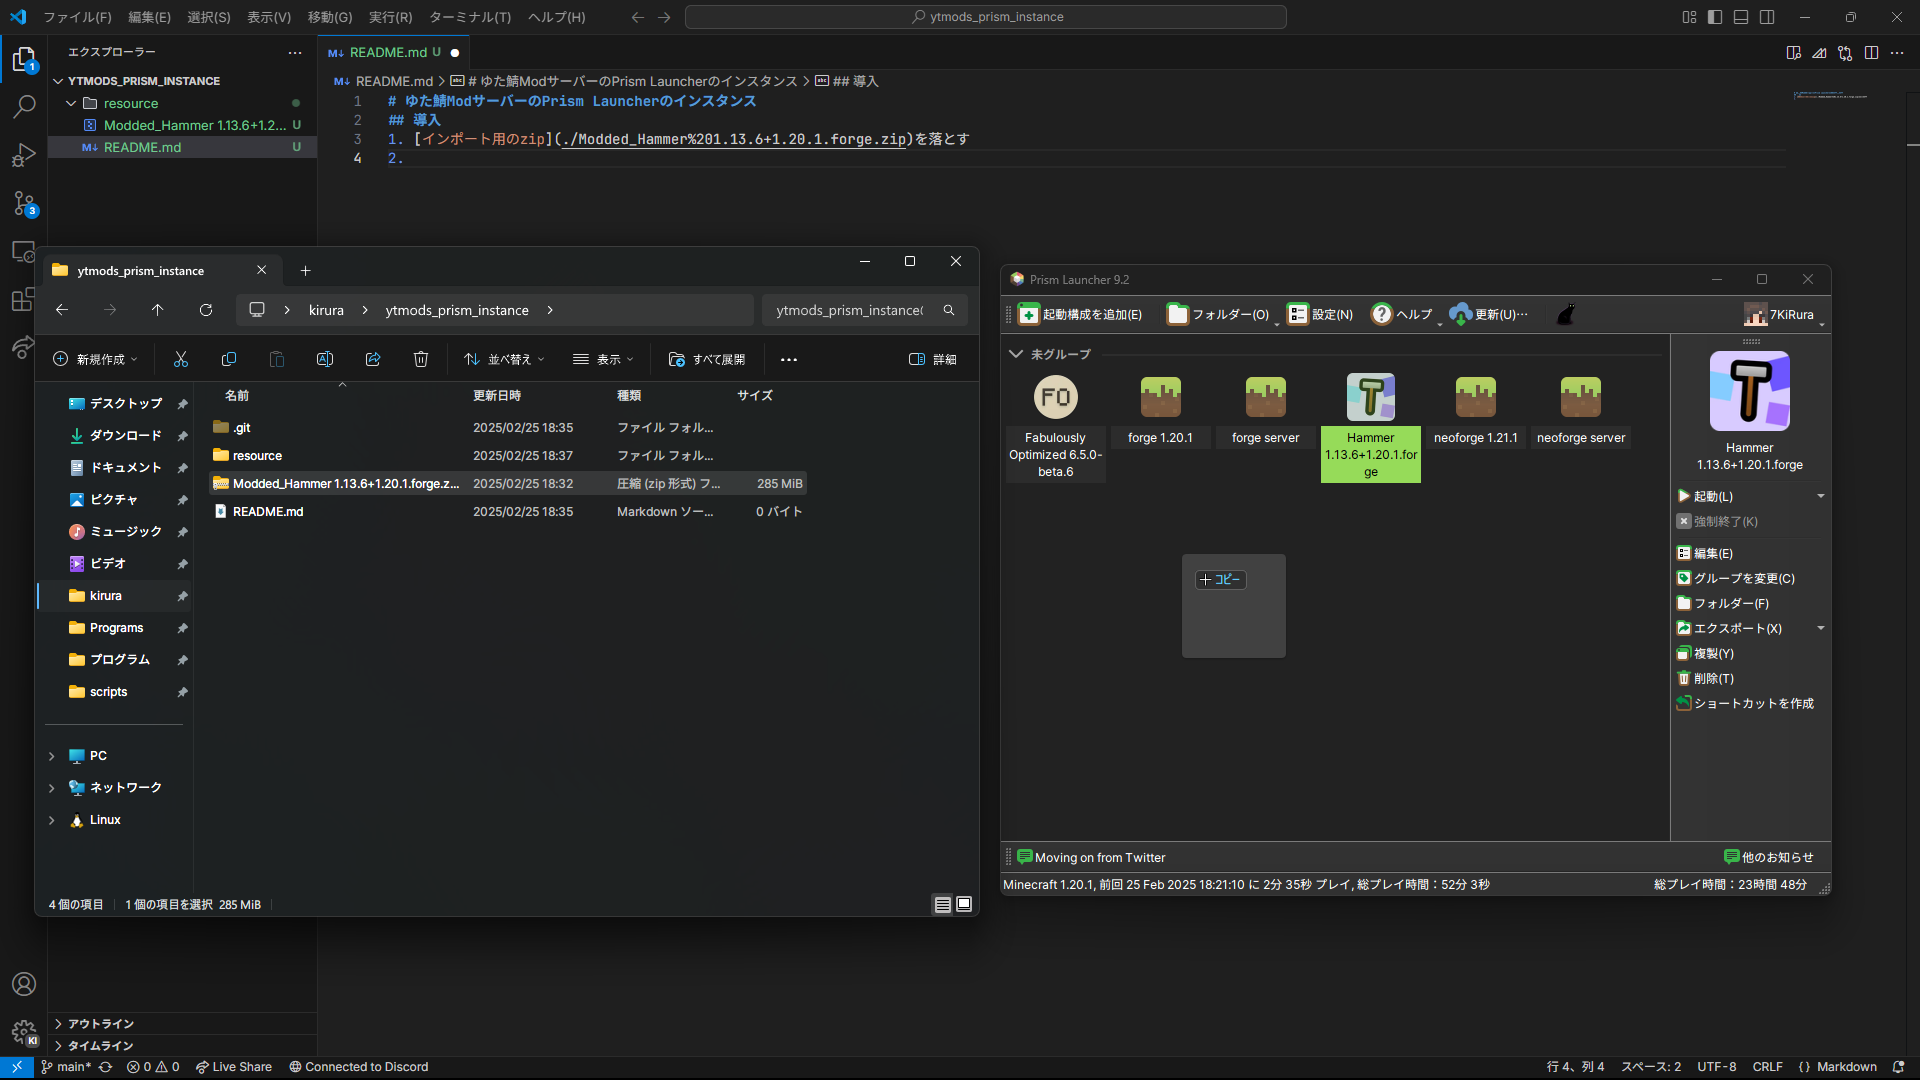 ファイル(F) 編集(E) 選択(S) 表示(V) 移動(G) 実行(R) ターミナル(T) ヘルプ(H) ytmods_prism_instance
エクスプローラー
README.md U
YTMODS_PRISM_INSTANCE
resource
Modded_Hammer 1.13.6+1.2... U
README.md U
1
3
README.md > # ゆた鯖ModサーバーのPrism Launcherのインスタンス > ## 導入
1 # ゆた鯖ModサーバーのPrism Launcherのインスタンス
2 ## 導入
3 1. [インポート用のzip](./Modded_Hammer%201.13.6+1.20.1.forge.zip)を落とす
4 2.
ytmods_prism_instance
kirura > ytmods_prism_instance >
ytmods_prism_instance
新規作成 並べ替え 表示 すべて展開 詳細
デスクトップ
ダウンロード
ドキュメント
ピクチャ
ミュージック
ビデオ
kirura
Programs
プログラム
scripts
PC
ネットワーク
Linux
名前 更新日時 種類 サイズ
.git 2025/02/25 18:35 ファイル フォル...
resource 2025/02/25 18:37 ファイル フォル...
Modded_Hammer 1.13.6+1.20.1.forge.z... 2025/02/25 18:32 圧縮 (zip 形式) フ... 285 MiB
README.md 2025/02/25 18:35 Markdown ソー... 0 バイト
4 個の項目 1 個の項目を選択 285 MiB
Prism Launcher 9.2
起動構成を追加(Z) フォルダー(O) 設定(N) ヘルプ 更新(U)… 7KiRura
未グループ
FO
Fabulously
Optimized 6.5.0-
beta.6
forge 1.20.1
forge server
Hammer
1.13.6+1.20.1.for
ge
neoforge 1.21.1
neoforge server
コピー
Hammer
1.13.6+1.20.1.forge
起動(L)
強制終了(K)
編集(E)
グループを変更(C)
フォルダー(F)
エクスポート(X)
複製(Y)
削除(T)
ショートカットを作成
Moving on from Twitter 他のお知らせ
Minecraft 1.20.1, 前回 25 Feb 2025 18:21:10 に 2分 35秒 プレイ, 総プレイ時間：52分 3秒 総プレイ時間：23時間 48分
アウトライン
タイムライン
KI
main* 0 0 Live Share Connected to Discord 行 4、列 4 スペース: 2 UTF-8 CRLF {} Markdown